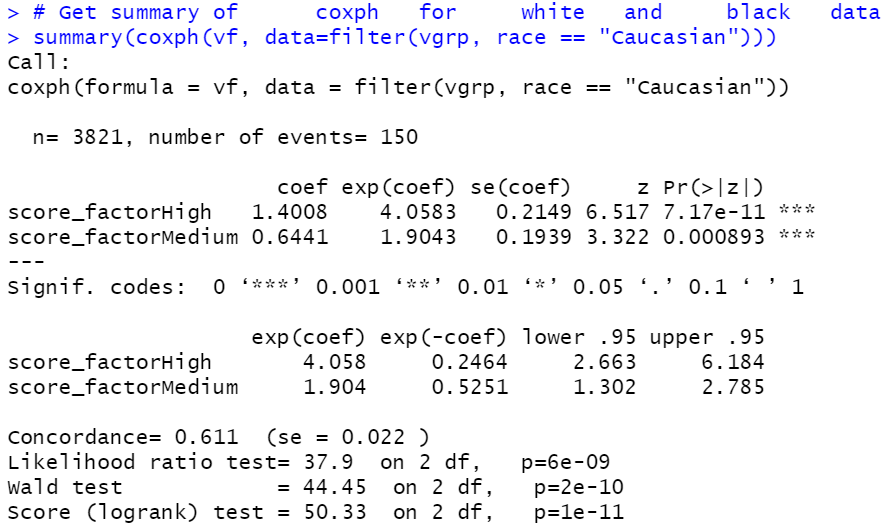 > # Get summary of      coxph   for     white   and     black   data
> summary(coxph(vf, data=filter(vgrp, race == "Caucasian")))
Call:
coxph(formula = vf, data = filter(vgrp, race == "Caucasian"))
  n= 3821, number of events= 150
                     coef exp(coef) se(coef)     z Pr(>|z|)
score_factorHigh   1.4008    4.0583   0.2149 6.517 7.17e-11 ***
score_factorMedium 0.6441    1.9043   0.1939 3.322 0.000893 ***
---
Signif. codes:  0 ‘***’ 0.001 ‘**’ 0.01 ‘*’ 0.05 ‘.’ 0.1 ‘ ’ 1
                   exp(coef) exp(-coef) lower .95 upper .95
score_factorHigh       4.058     0.2464     2.663     6.184
score_factorMedium     1.904     0.5251     1.302     2.785
Concordance= 0.611  (se = 0.022 )
Likelihood ratio test= 37.9  on 2 df,   p=6e-09
Wald test            = 44.45  on 2 df,   p=2e-10
Score (logrank) test = 50.33  on 2 df,   p=1e-11